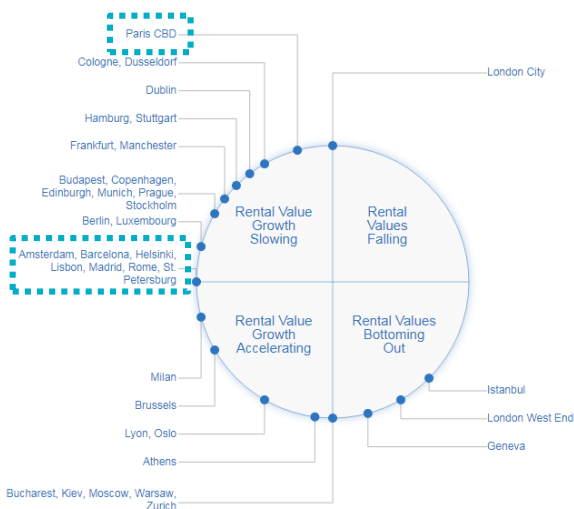 Paris CBD
Cologne, Dusseldorf
Dublin
Hamburg, Stuttgart
Frankfurt, Manchester
Budapest, Copenhagen,
Edinburgh, Munich, Prague,
Stockholm
Berlin, Luxembourg
Amsterdam, Barcelona, Helsinki,
Lisbon, Madrid, Rome, St.
Petersburg
Milan
Brussels
Lyon, Oslo
Athens
Bucharest, Kiev, Moscow, Warsaw,
Zurich
Rental Value
Growth
Slowing
Rental
Values
Falling
Rental Value
Growth
Accelerating
Rental Values
Bottoming
Out
London City
Istanbul
London West End
Geneva